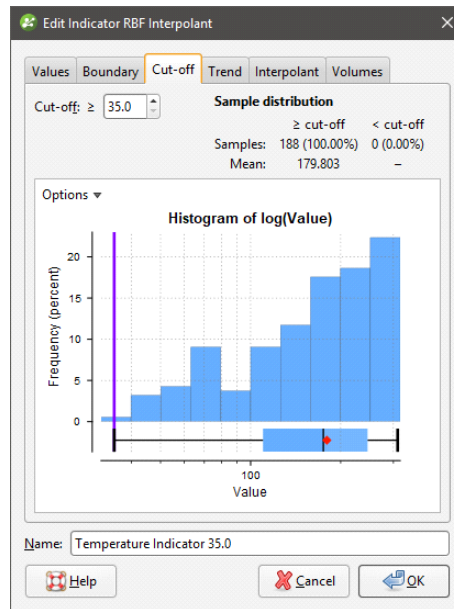 Edit Indicator RBF Interpolant
Values Boundary Cut-off Trend Interpolant Volumes
Cut-off: ≥ 35.0
Sample distribution
≥ cut-off < cut-off
Samples: 188 (100.00%) 0 (0.00%)
Mean: 179.803 –
Options
Histogram of log(Value)
Frequency (percent)
20
15
10
5
0
100
Value
Name: Temperature Indicator 35.0
Help Cancel OK